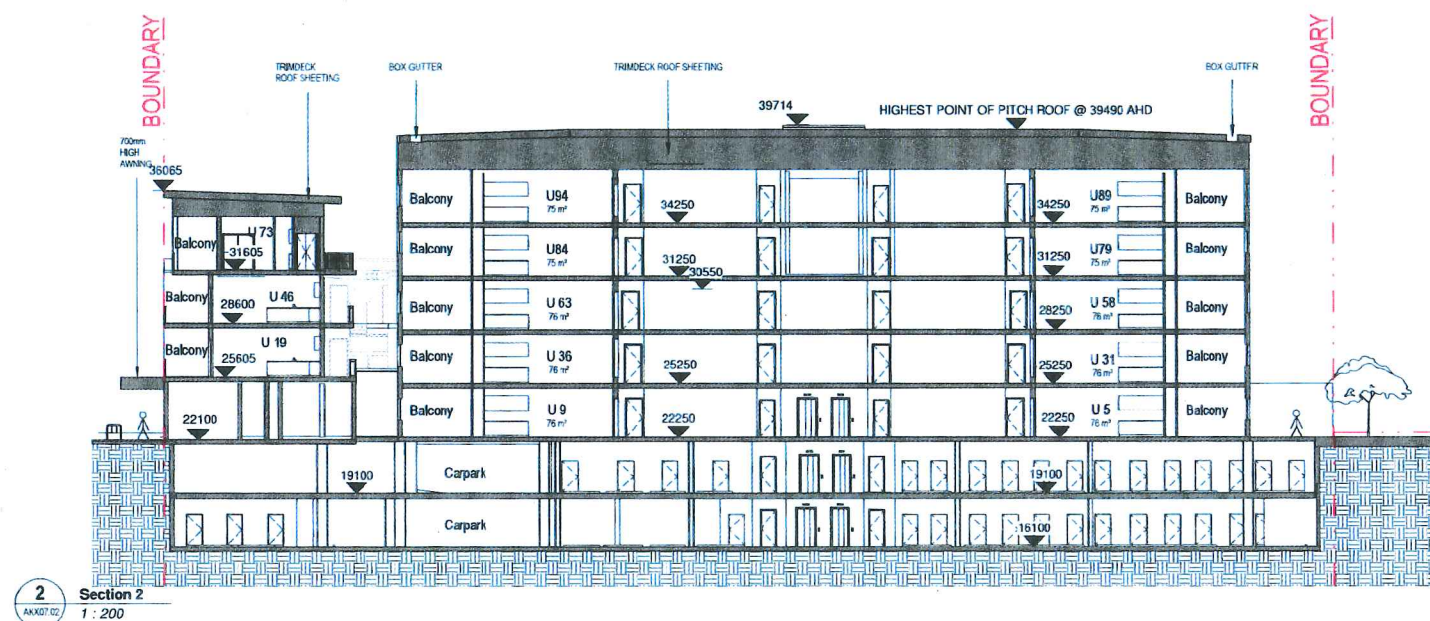 BOUNDARY
BOUNDARY
TRIMDECK
ROOF SHEETING
BOX GUTTER
TRIMDECK ROOF SHEETING
BOX GUTTER
39714
HIGHEST POINT OF PITCH ROOF @ 39490 AHD
700mm
HIGH
AWNING
36065
Balcony
U94
75 m²
34250
34250
U89
75 m²
Balcony
Balcony
U 73
31605
Balcony
U84
75 m²
31250
30550
31250
U79
75 m²
Balcony
Balcony
28600
U 46
Balcony
U 63
76 m²
28250
U 58
76 m²
Balcony
Balcony
25605
U 19
Balcony
U 36
76 m²
25250
25250
U 31
76 m²
Balcony
22100
Balcony
U 9
76 m²
22250
22250
U 5
76 m²
Balcony
19100
Carpark
19100
Carpark
16100
2
AKX07.02
Section 2
1 : 200